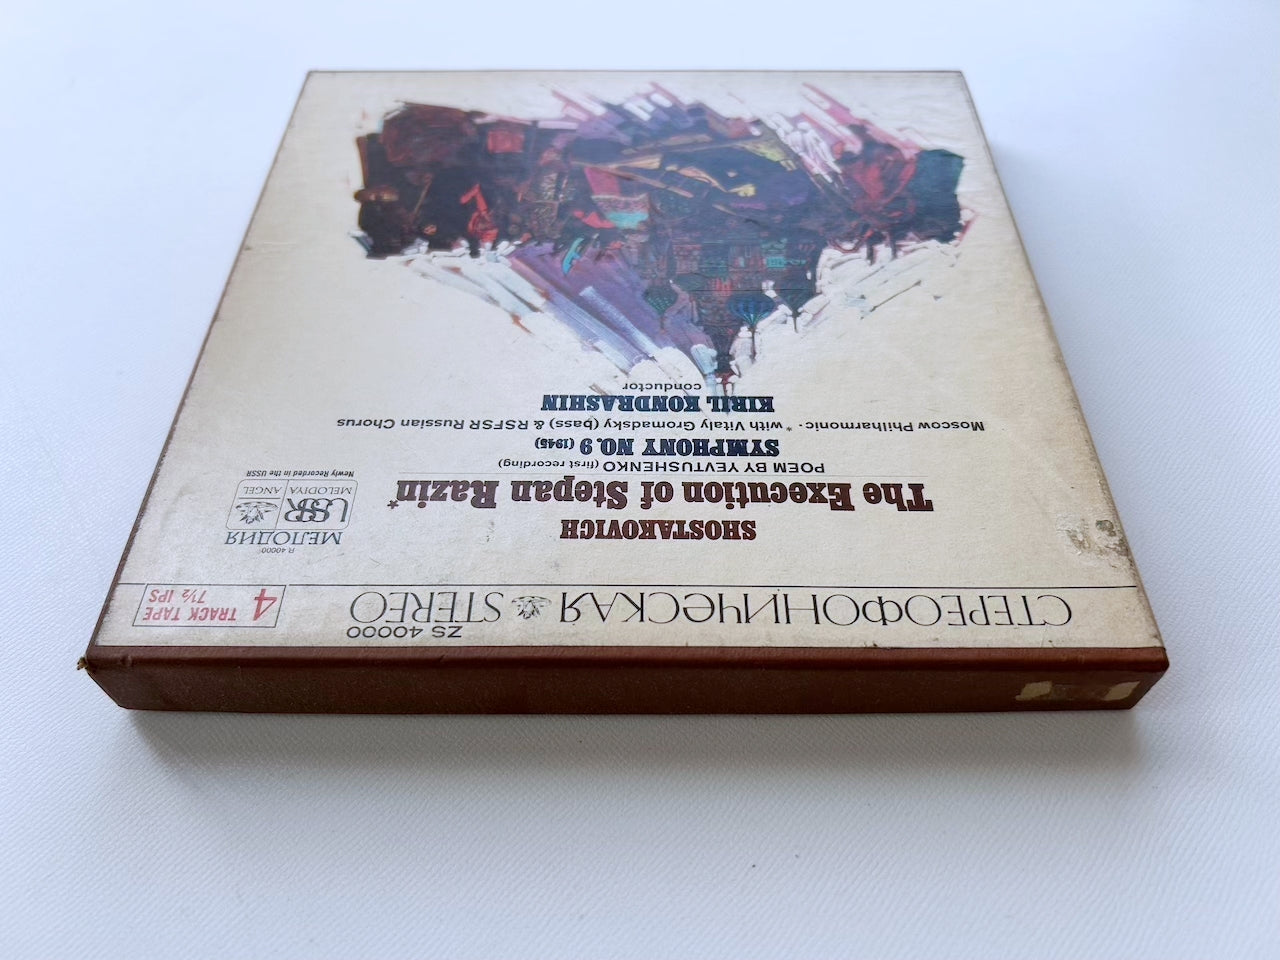 ZS 40000
СТЕРЕОФОНИЧЕСКАЯ STEREO
4 TRACK TAPE 7½ IPS
R 40000
МЕЛОДИЯ
USSR
MELODIYA ANGEL
Newly Recorded in the USSR
SHOSTAKOVICH
The Execution of Stepan Razin*
POEM BY YEVTUSHENKO (first recording)
SYMPHONY NO. 9 (1945)
Moscow Philharmonic · *with Vitaly Gromadsky (bass) & RSFSR Russian Chorus
KIRIL KONDRASHIN
conductor